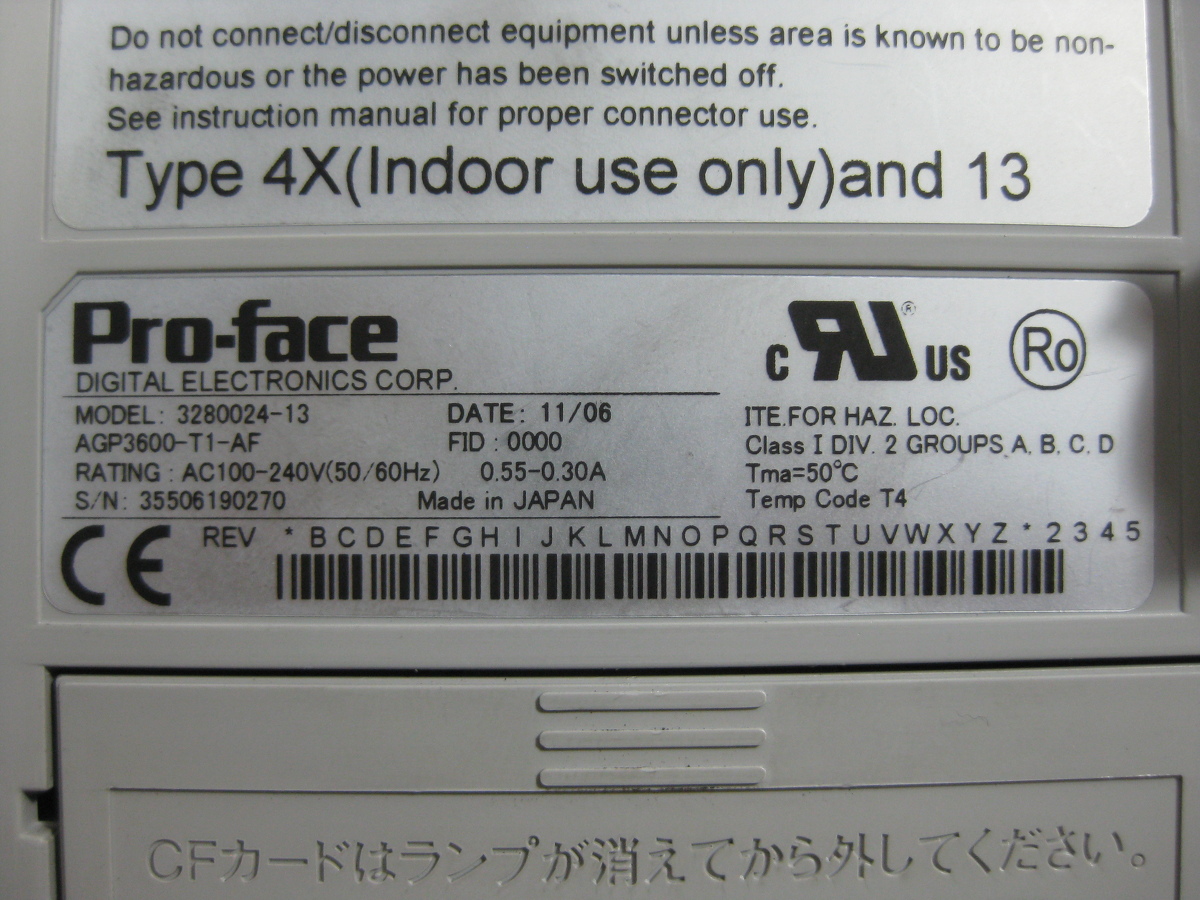 Do not connect/disconnect equipment unless area is known to be non-
hazardous or the power has been switched off.
See instruction manual for proper connector use.
Type 4X(Indoor use only)and 13
Pro-face
DIGITAL ELECTRONICS CORP.
MODEL: 3280024-13 DATE: 11/06
AGP3600-T1-AF FID : 0000
RATING : AC100-240V(50/60Hz) 0.55-0.30A
S/N: 35506190270 Made in JAPAN
c RU ® US Ro
ITE.FOR HAZ. LOC.
Class I DIV. 2 GROUPS A. B. C. D
Tma=50°C
Temp Code T4
CE REV * B C D E F G H I J K L M N O P Q R S T U V W X Y Z * 2 3 4 5
CFカードはランプが消えてから外してください。